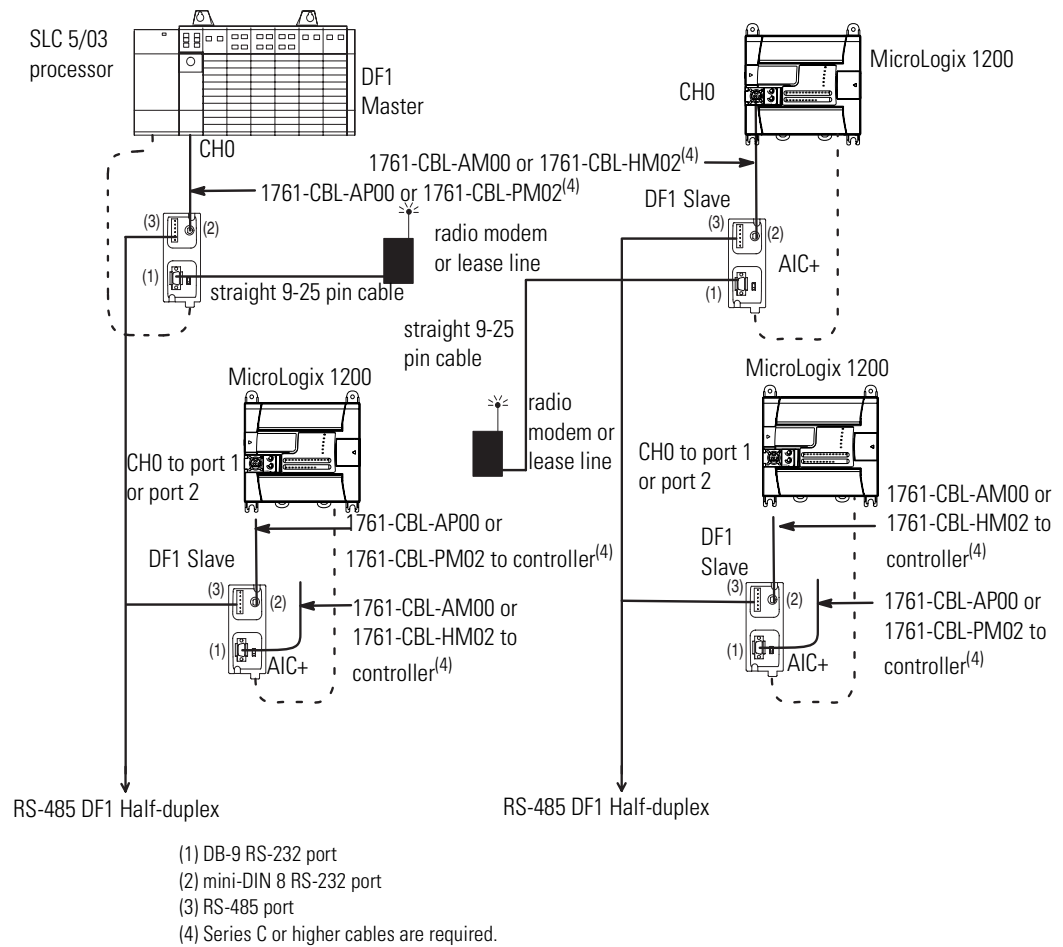 SLC 5/03
processor
DF1
Master
CH0
1761-CBL-AP00 or 1761-CBL-PM02(4)
(3)
(2)
(1)
straight 9-25 pin cable
radio modem
or lease line
MicroLogix 1200
CH0
1761-CBL-AM00 or 1761-CBL-HM02(4)
DF1 Slave
(3)
(2)
AIC+
(1)
straight 9-25
pin cable
radio
modem or
lease line
MicroLogix 1200
CH0 to port 1
or port 2
1761-CBL-AP00 or
1761-CBL-PM02 to controller(4)
DF1 Slave
(3)
(2)
1761-CBL-AM00 or
1761-CBL-HM02 to
controller(4)
(1)
AIC+
MicroLogix 1200
CH0 to port 1
or port 2
1761-CBL-AM00 or
1761-CBL-HM02 to
controller(4)
DF1
Slave
(3)
(2)
1761-CBL-AP00 or
1761-CBL-PM02 to
controller(4)
(1)
AIC+
RS-485 DF1 Half-duplex
RS-485 DF1 Half-duplex
(1) DB-9 RS-232 port
(2) mini-DIN 8 RS-232 port
(3) RS-485 port
(4) Series C or higher cables are required.